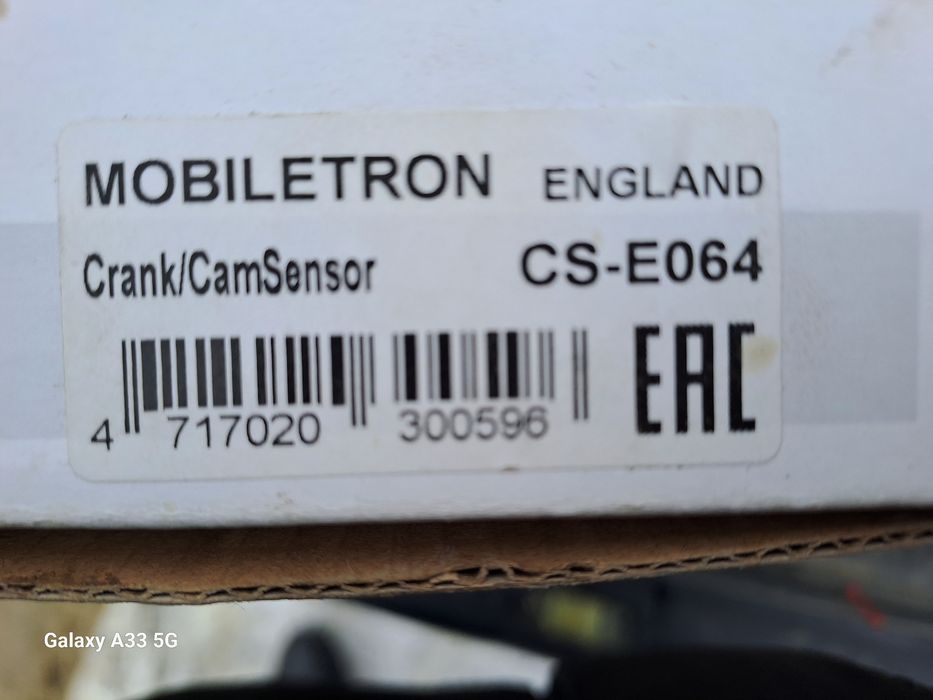 MOBILETRON ENGLAND
Crank/CamSensor CS-E064
EAC
4 717020 300596
Galaxy A33 5G